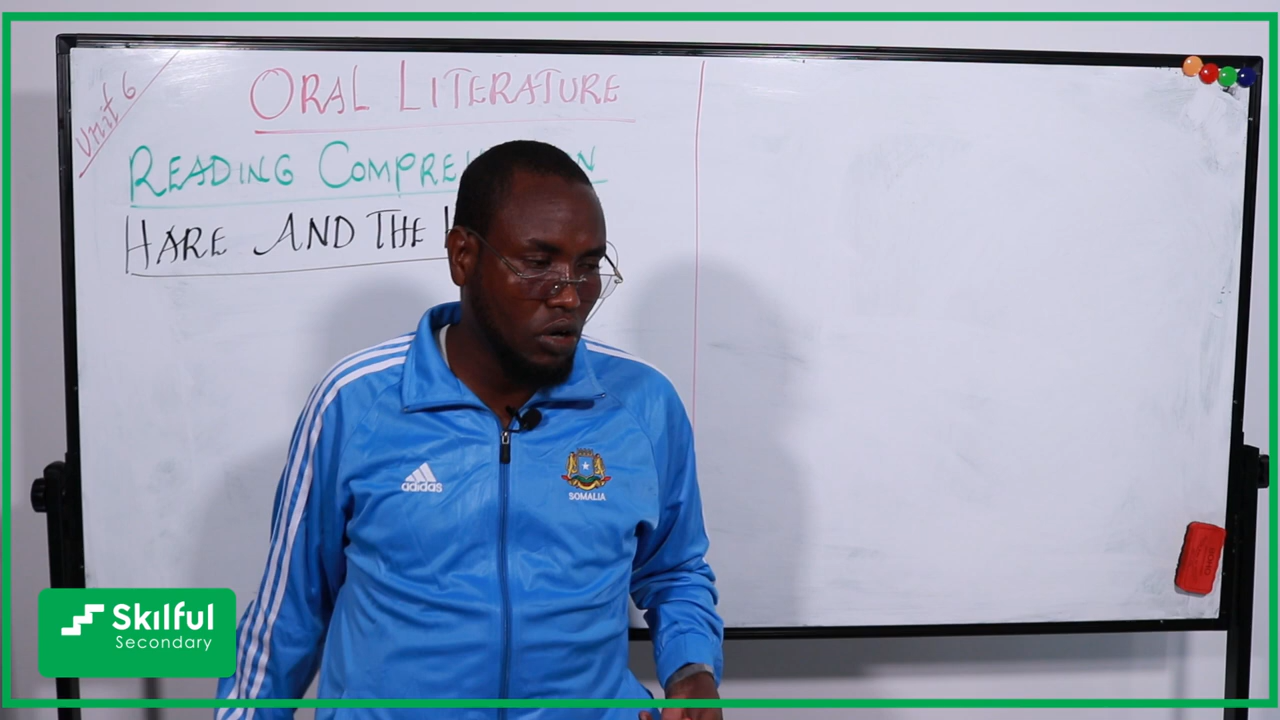 Unit 6
ORAL LITERATURE
READING COMPRE
HARE AND THE
adidas
SOMALIA
Skilful
Secondary